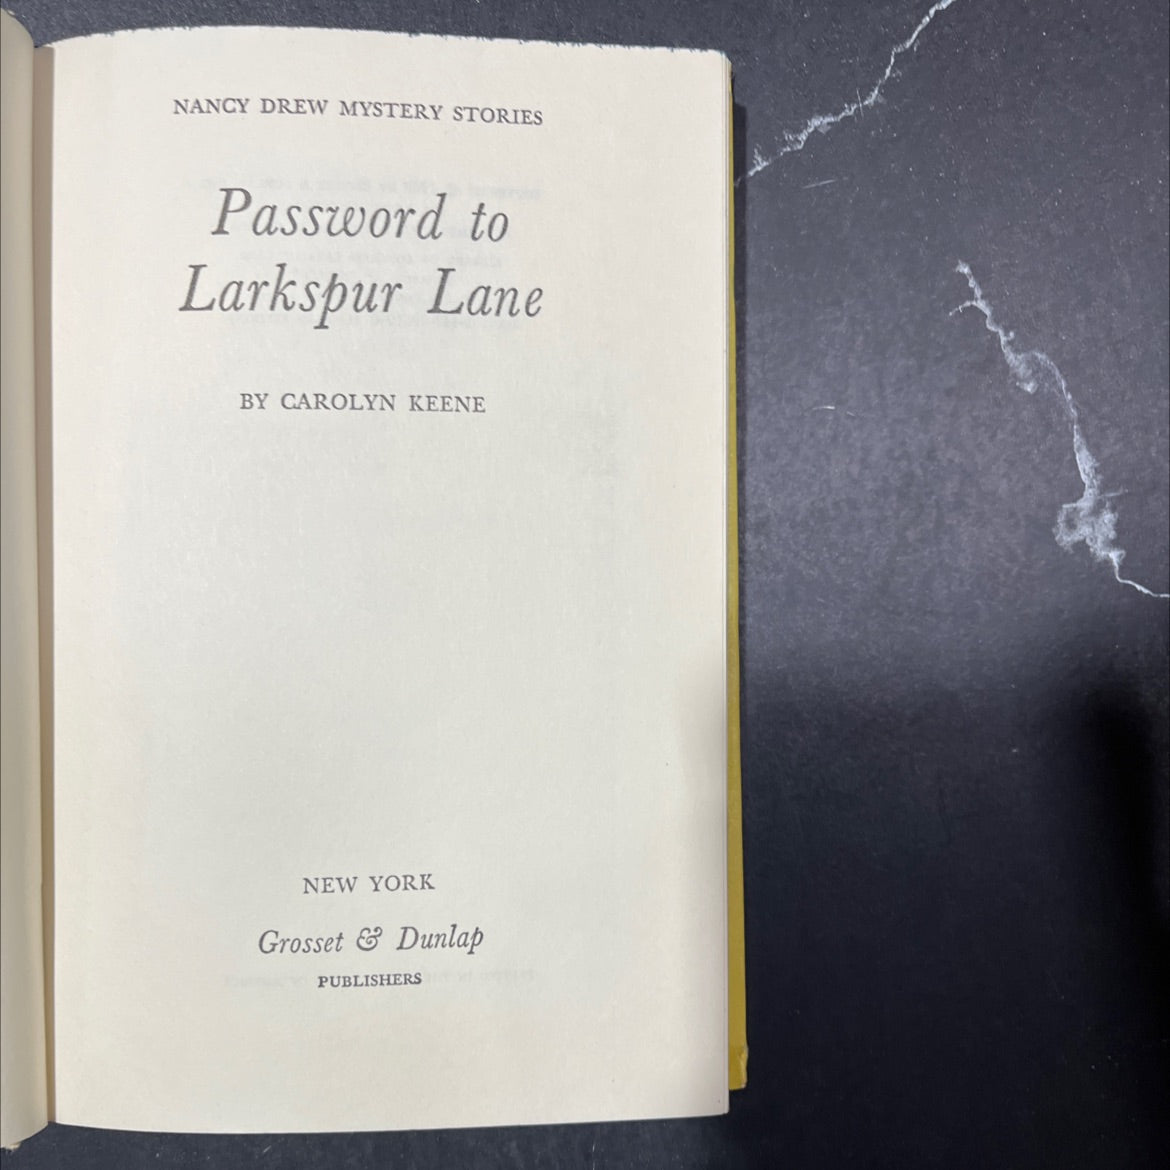 NANCY DREW MYSTERY STORIES
Password to
Larkspur Lane
BY CAROLYN KEENE
NEW YORK
Grosset & Dunlap
PUBLISHERS